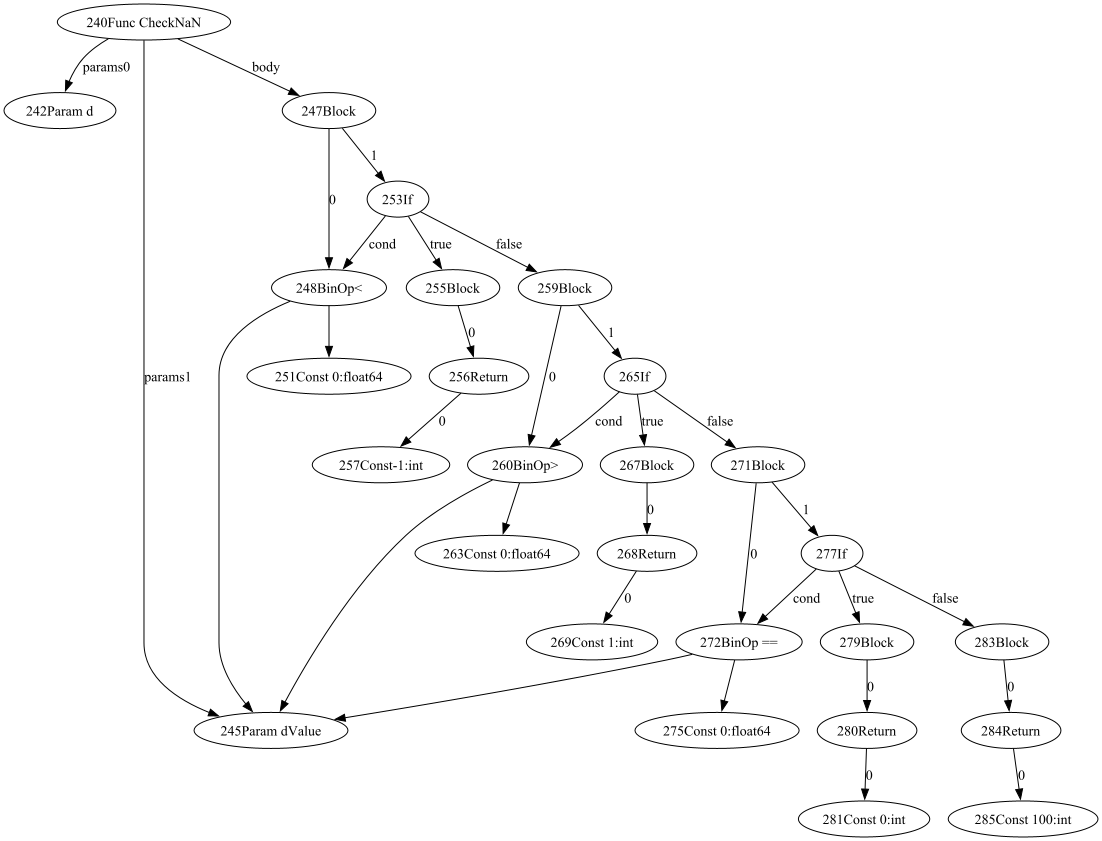 240Func CheckNaN
params0
body
242Param d
247Block
1
0
253If
cond
true
false
248BinOp<
255Block
259Block
0
1
251Const 0:float64
256Return
265If
params1
0
0
cond
true
false
257Const-1:int
260BinOp>
267Block
271Block
0
1
263Const 0:float64
268Return
0
277If
0
cond
true
false
269Const 1:int
272BinOp ==
279Block
283Block
0
0
245Param dValue
275Const 0:float64
280Return
284Return
0
0
281Const 0:int
285Const 100:int